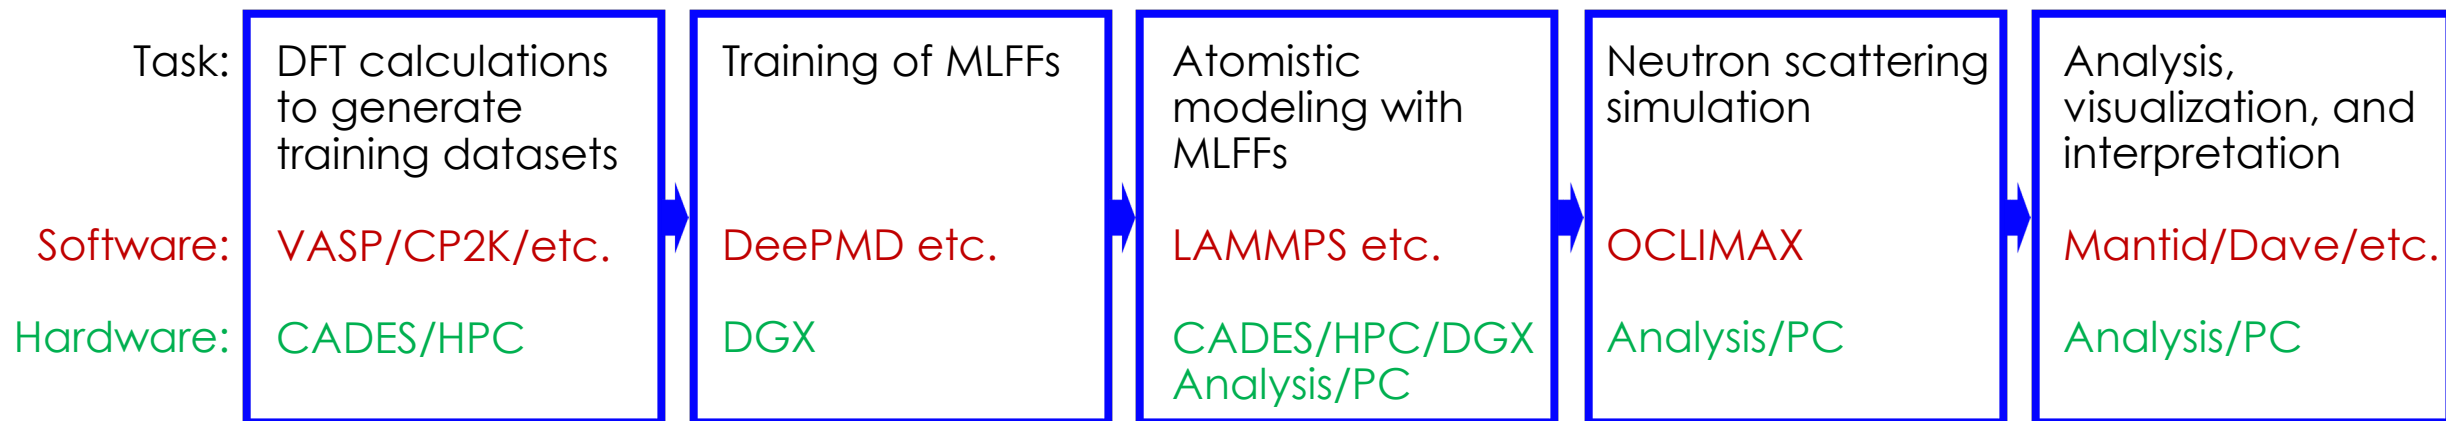 Task:
DFT calculations
to generate
training datasets
Training of MLFFs
Atomistic
modeling with
MLFFs
Neutron scattering
simulation
Analysis,
visualization, and
interpretation
Software:
VASP/CP2K/etc.
DeePMD etc.
LAMMPS etc.
OCLIMAX
Mantid/Dave/etc.
Hardware:
CADES/HPC
DGX
CADES/HPC/DGX
Analysis/PC
Analysis/PC
Analysis/PC